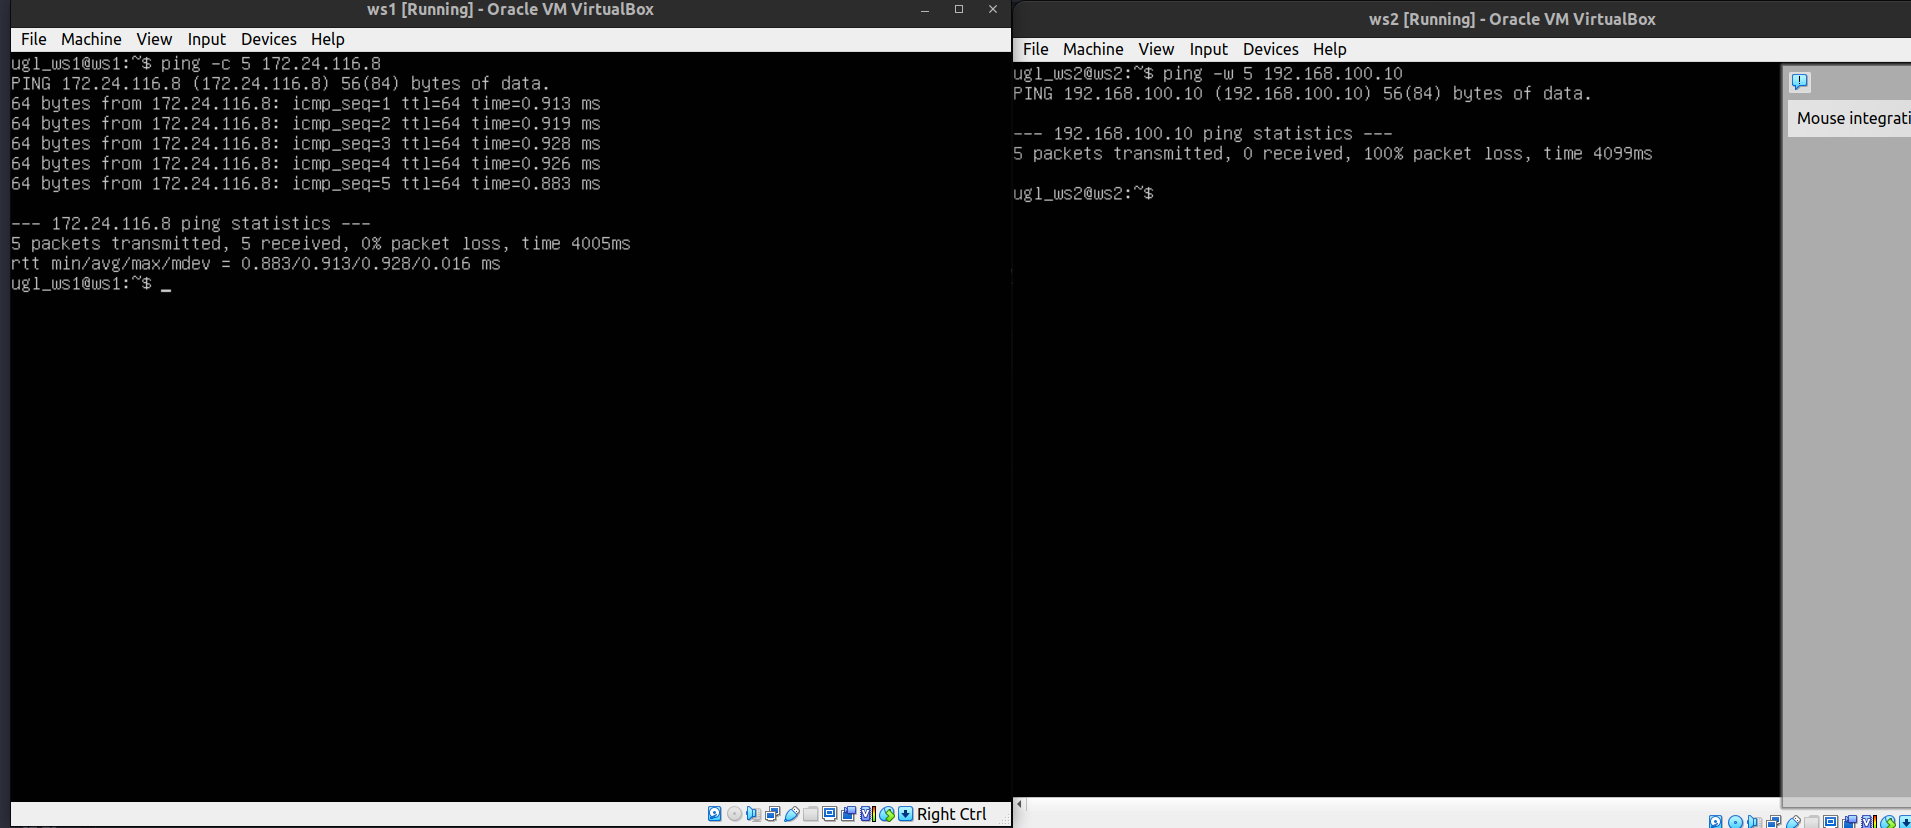 ws1 [Running] - Oracle VM VirtualBox
File Machine View Input Devices Help
ugl_ws1@ws1:~$ ping -c 5 172.24.116.8
PING 172.24.116.8 (172.24.116.8) 56(84) bytes of data.
64 bytes from 172.24.116.8: icmp_seq=1 ttl=64 time=0.913 ms
64 bytes from 172.24.116.8: icmp_seq=2 ttl=64 time=0.919 ms
64 bytes from 172.24.116.8: icmp_seq=3 ttl=64 time=0.928 ms
64 bytes from 172.24.116.8: icmp_seq=4 ttl=64 time=0.926 ms
64 bytes from 172.24.116.8: icmp_seq=5 ttl=64 time=0.883 ms
--- 172.24.116.8 ping statistics ---
5 packets transmitted, 5 received, 0% packet loss, time 4005ms
rtt min/avg/max/mdev = 0.883/0.913/0.928/0.016 ms
ugl_ws1@ws1:~$ _
Right Ctrl
ws2 [Running] - Oracle VM VirtualBox
File Machine View Input Devices Help
ugl_ws2@ws2:~$ ping -w 5 192.168.100.10
PING 192.168.100.10 (192.168.100.10) 56(84) bytes of data.
--- 192.168.100.10 ping statistics ---
5 packets transmitted, 0 received, 100% packet loss, time 4099ms
ugl_ws2@ws2:~$
Mouse integrati